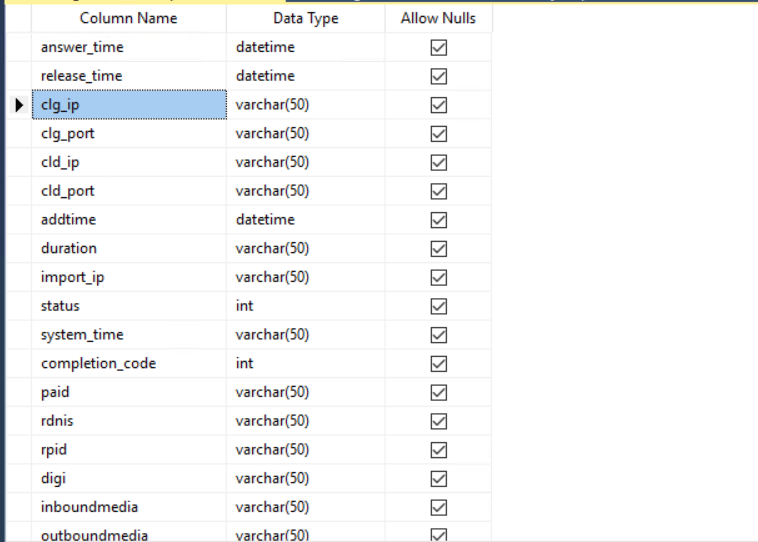 Column Name Data Type Allow Nulls
answer_time datetime
release_time datetime
clg_ip varchar(50)
clg_port varchar(50)
cld_ip varchar(50)
cld_port varchar(50)
addtime datetime
duration varchar(50)
import_ip varchar(50)
status int
system_time varchar(50)
completion_code int
paid varchar(50)
rdnis varchar(50)
rpid varchar(50)
digi varchar(50)
inboundmedia varchar(50)
outboundmedia varchar(50)